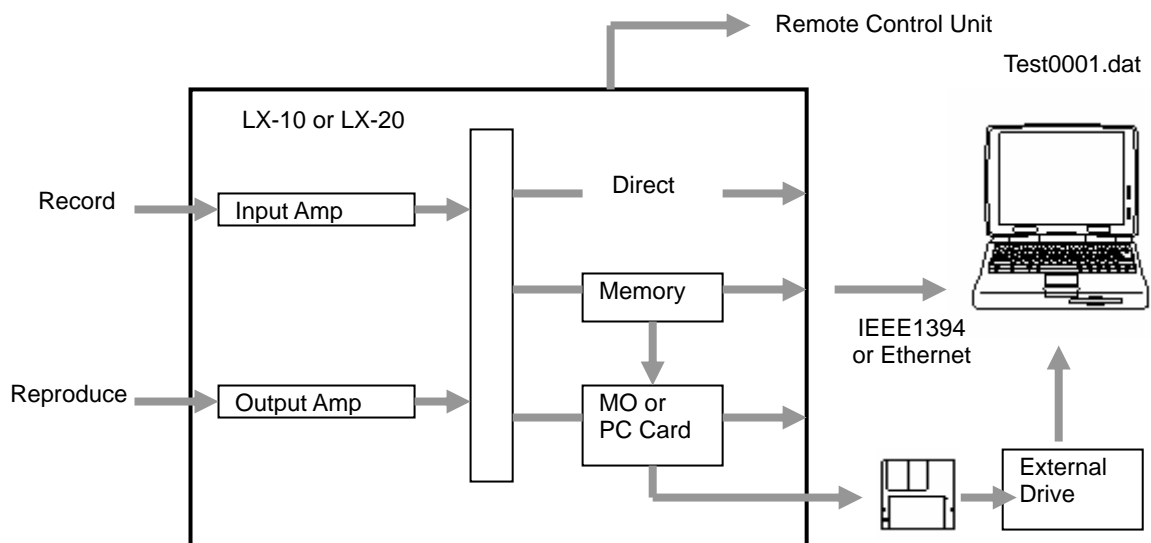 Remote Control Unit
Test0001.dat
LX-10 or LX-20
Record
Input Amp
Direct
Memory
IEEE1394
or Ethernet
Reproduce
Output Amp
MO or
PC Card
External
Drive